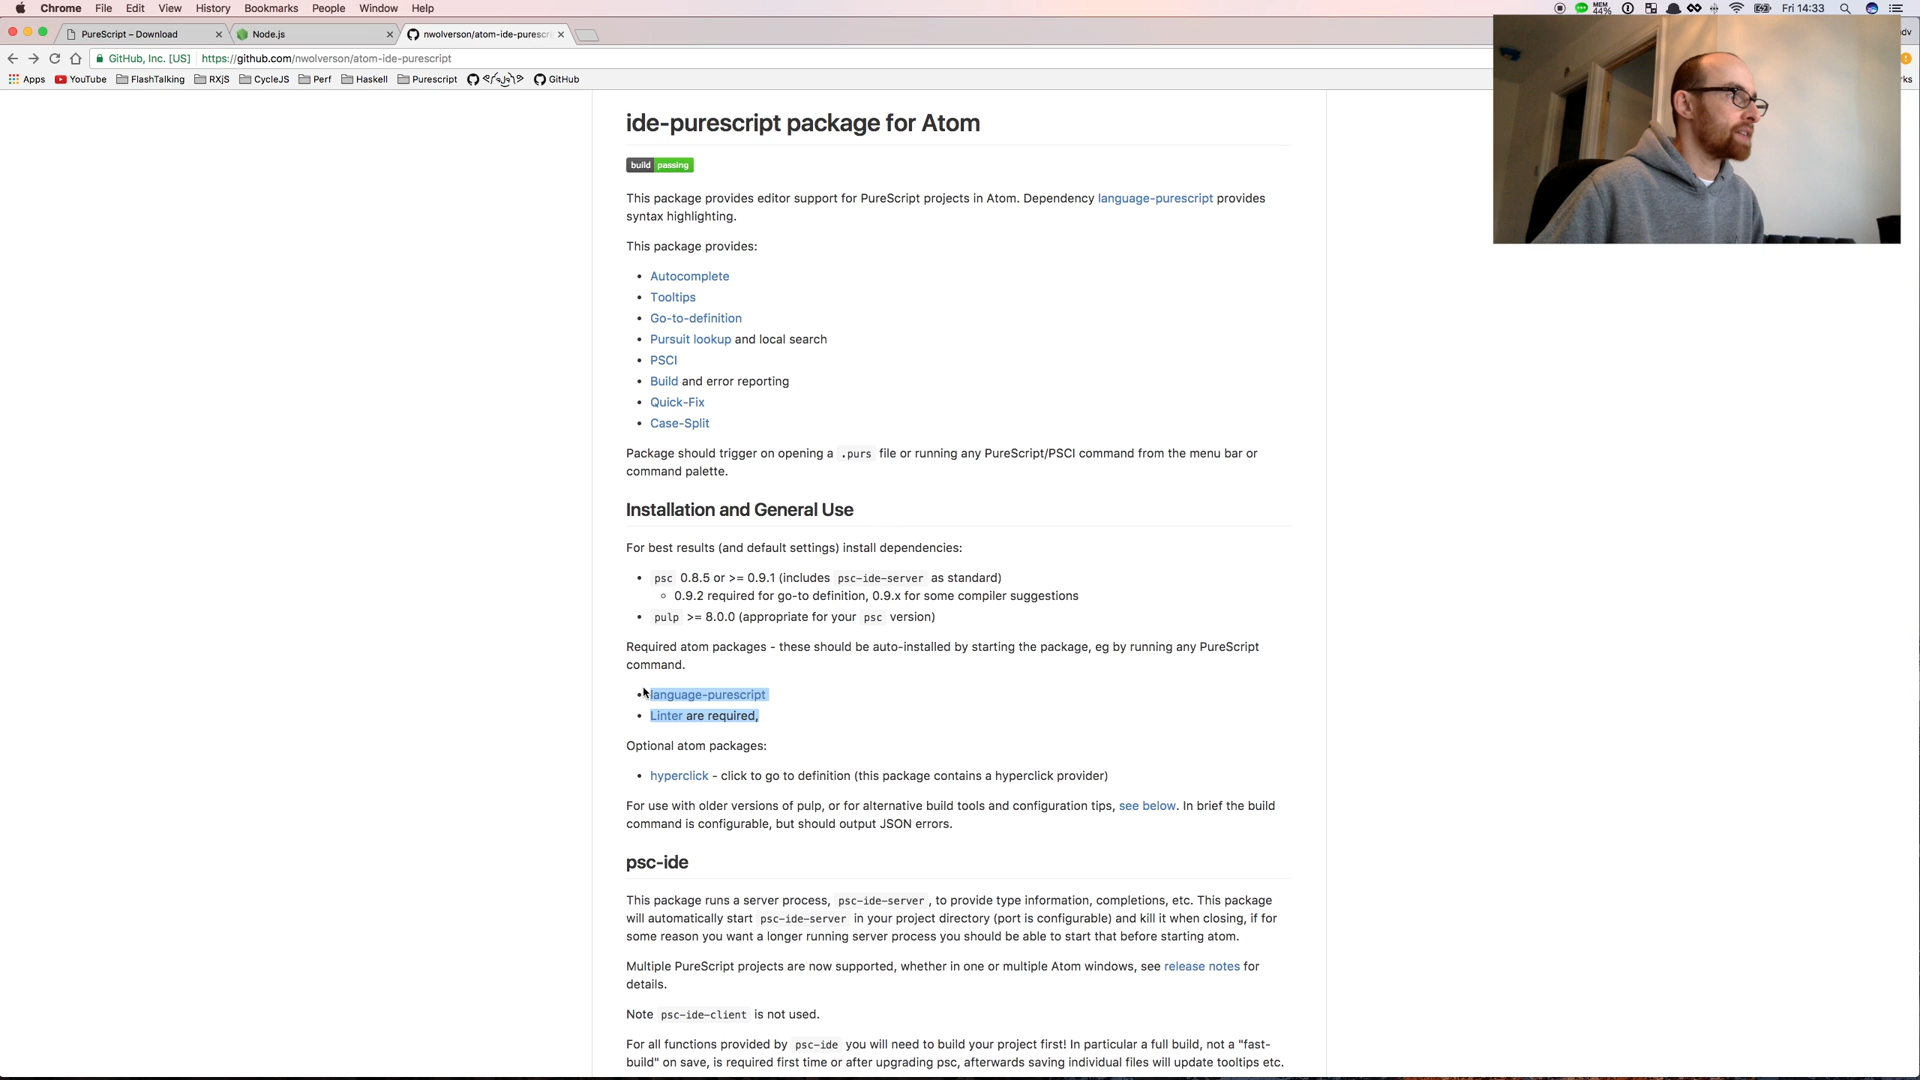 Chrome File Edit View History Bookmarks People Window Help
MEM 44% Fri 14:33
PureScript – Download
Node.js
nwolverson/atom-ide-purescri
GitHub, Inc. [US] https://github.com/nwolverson/atom-ide-purescript
Apps YouTube FlashTalking RXjS CycleJS Perf Haskell Purescript GitHub
ide-purescript package for Atom
build passing
This package provides editor support for PureScript projects in Atom. Dependency language-purescript provides
syntax highlighting.
This package provides:
• Autocomplete
• Tooltips
• Go-to-definition
• Pursuit lookup and local search
• PSCI
• Build and error reporting
• Quick-Fix
• Case-Split
Package should trigger on opening a .purs file or running any PureScript/PSCI command from the menu bar or
command palette.
Installation and General Use
For best results (and default settings) install dependencies:
• psc 0.8.5 or >= 0.9.1 (includes psc-ide-server as standard)
◦ 0.9.2 required for go-to definition, 0.9.x for some compiler suggestions
• pulp >= 8.0.0 (appropriate for your psc version)
Required atom packages - these should be auto-installed by starting the package, eg by running any PureScript
command.
• language-purescript
• Linter are required,
Optional atom packages:
• hyperclick - click to go to definition (this package contains a hyperclick provider)
For use with older versions of pulp, or for alternative build tools and configuration tips, see below. In brief the build
command is configurable, but should output JSON errors.
psc-ide
This package runs a server process, psc-ide-server, to provide type information, completions, etc. This package
will automatically start psc-ide-server in your project directory (port is configurable) and kill it when closing, if for
some reason you want a longer running server process you should be able to start that before starting atom.
Multiple PureScript projects are now supported, whether in one or multiple Atom windows, see release notes for
details.
Note psc-ide-client is not used.
For all functions provided by psc-ide you will need to build your project first! In particular a full build, not a "fast-
build" on save, is required first time or after upgrading psc, afterwards saving individual files will update tooltips etc.